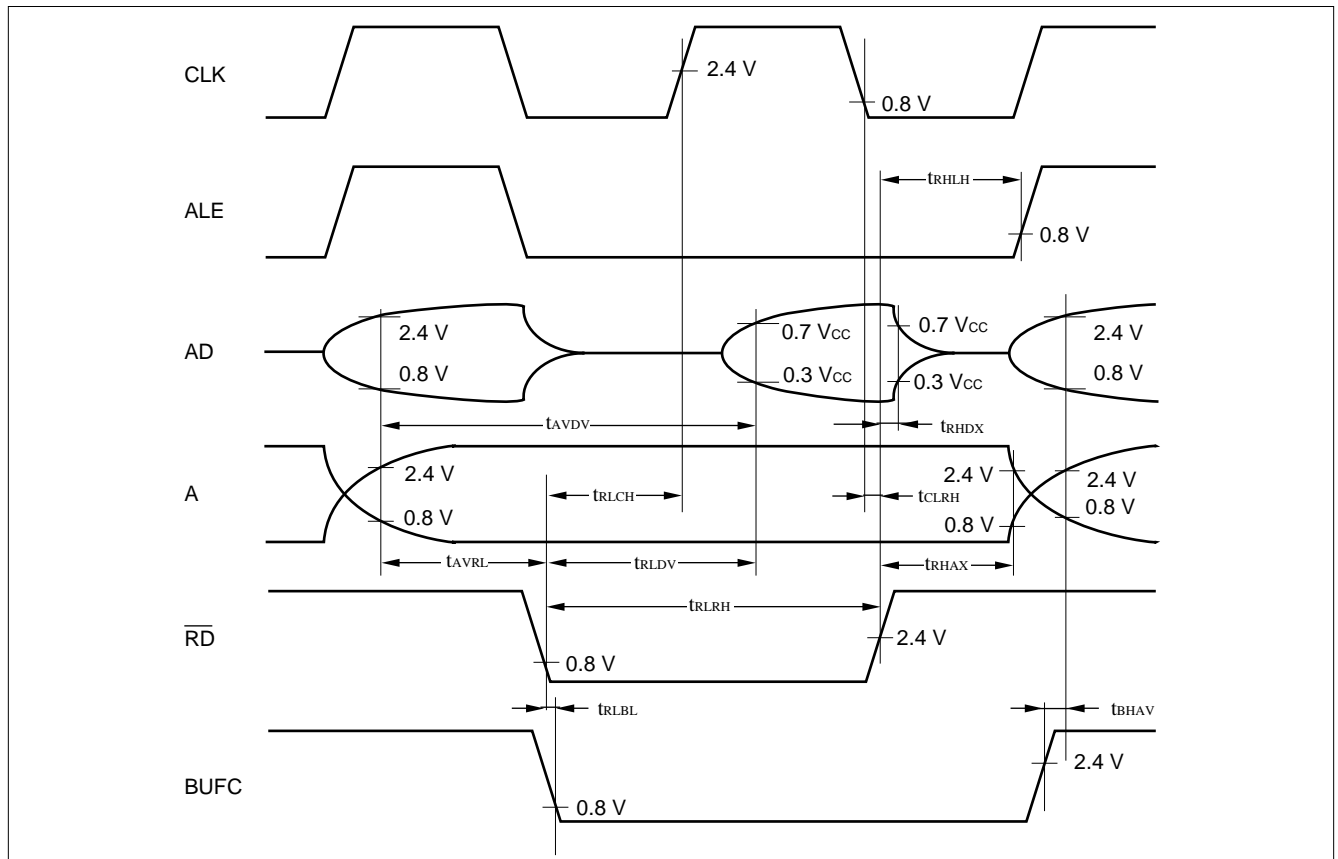 CLK
2.4 V
0.8 V
tRHLH
ALE
0.8 V
AD
2.4 V
0.8 V
0.7 VCC
0.3 VCC
0.7 VCC
0.3 VCC
2.4 V
0.8 V
tAVDV
tRHDX
A
2.4 V
0.8 V
tRLCH
tCLRH
2.4 V
0.8 V
2.4 V
0.8 V
tAVRL
tRLDV
tRHAX
tRLRH
RD
0.8 V
2.4 V
tRLBL
tBHAV
BUFC
0.8 V
2.4 V